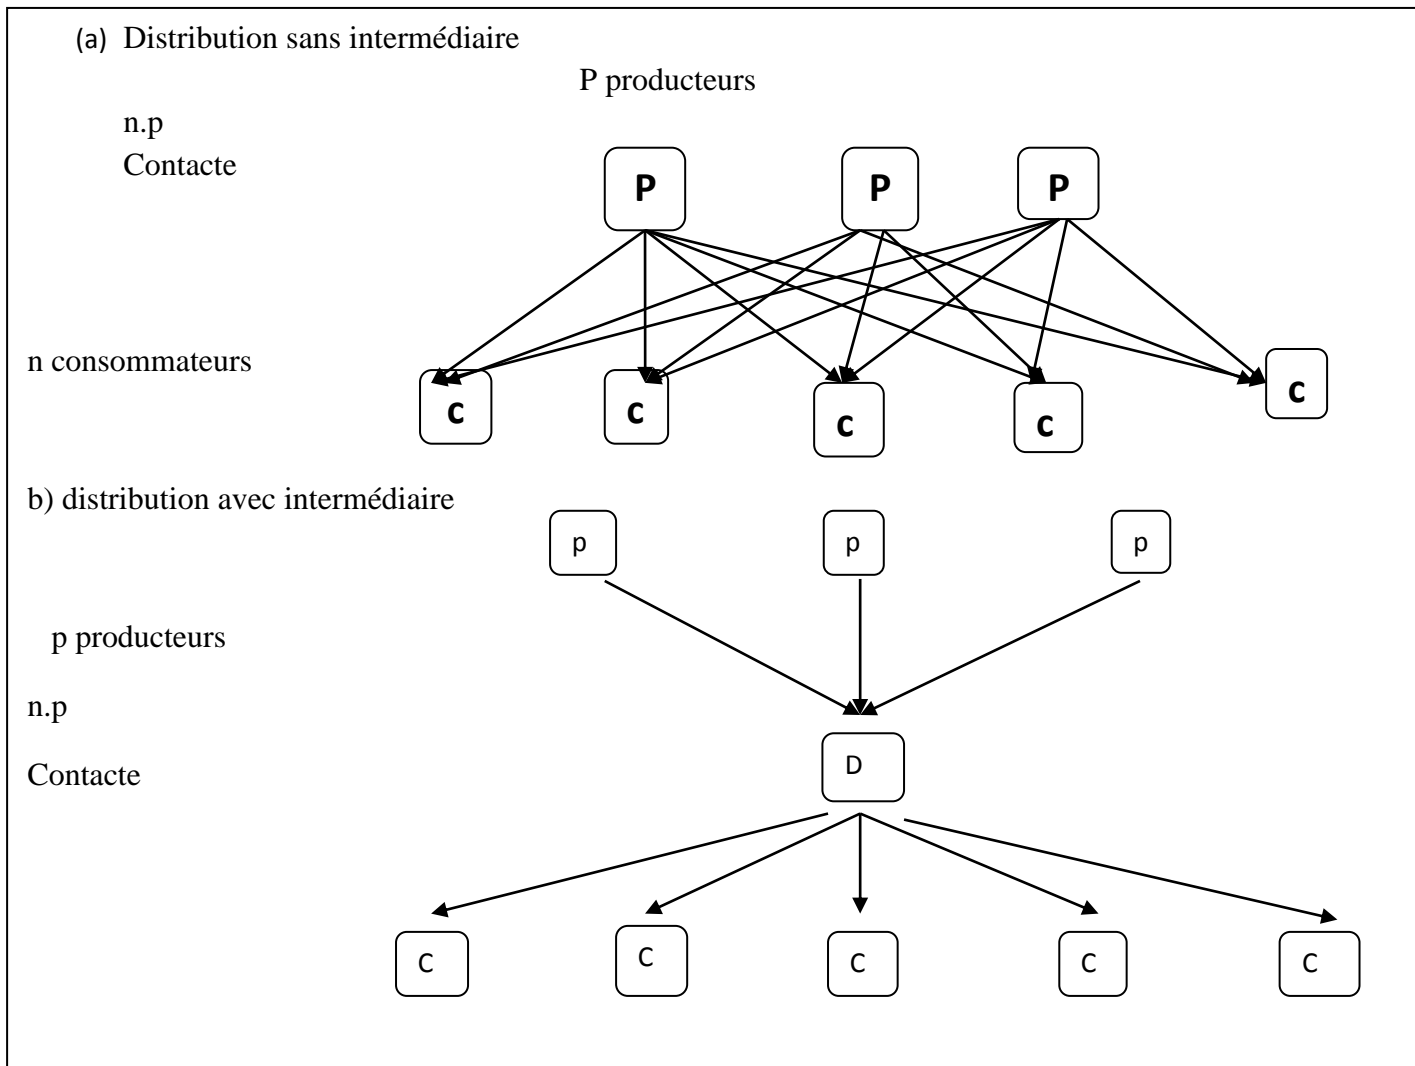 (a) Distribution sans intermédiaire
P producteurs
n.p
Contacte
P P P
n consommateurs
c c c c c
b) distribution avec intermédiaire
p p p
p producteurs
n.p
D
Contacte
C C C C C